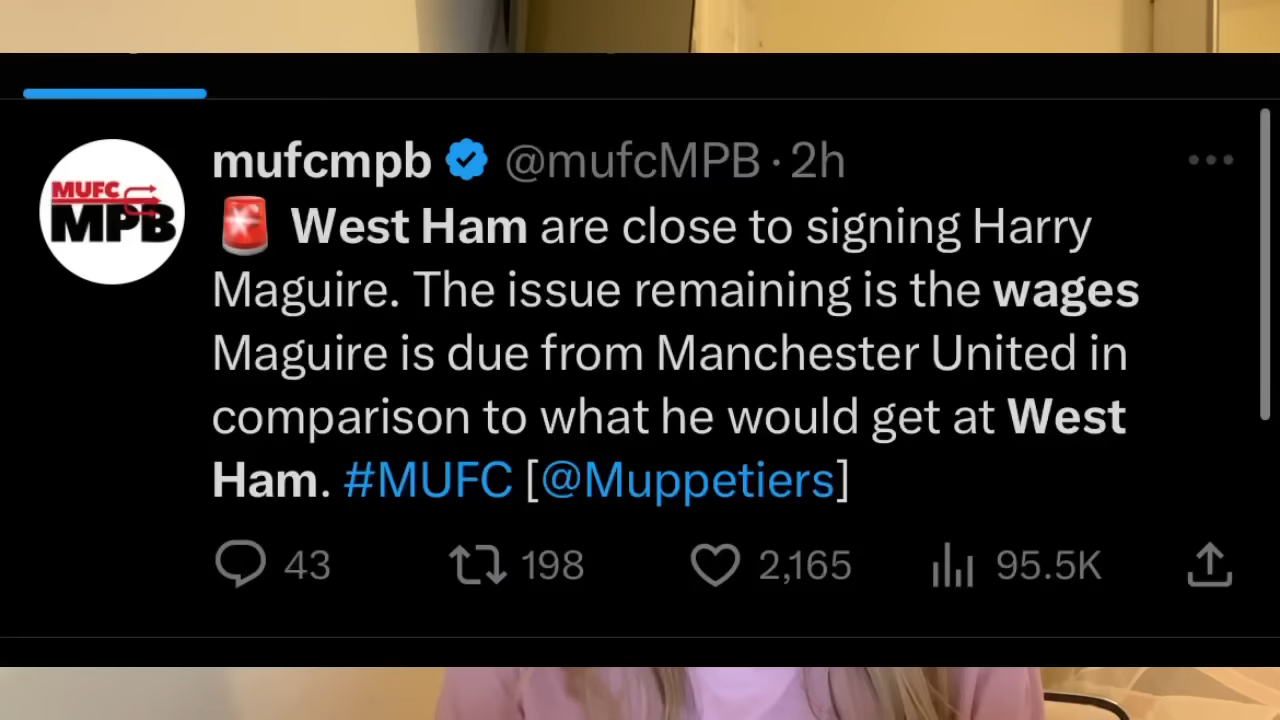 MUFC
MPB
mufcmpb @mufcMPB · 2h
🚨 West Ham are close to signing Harry
Maguire. The issue remaining is the wages
Maguire is due from Manchester United in
comparison to what he would get at West
Ham. #MUFC [@Muppetiers]
43 198 2,165 95.5K